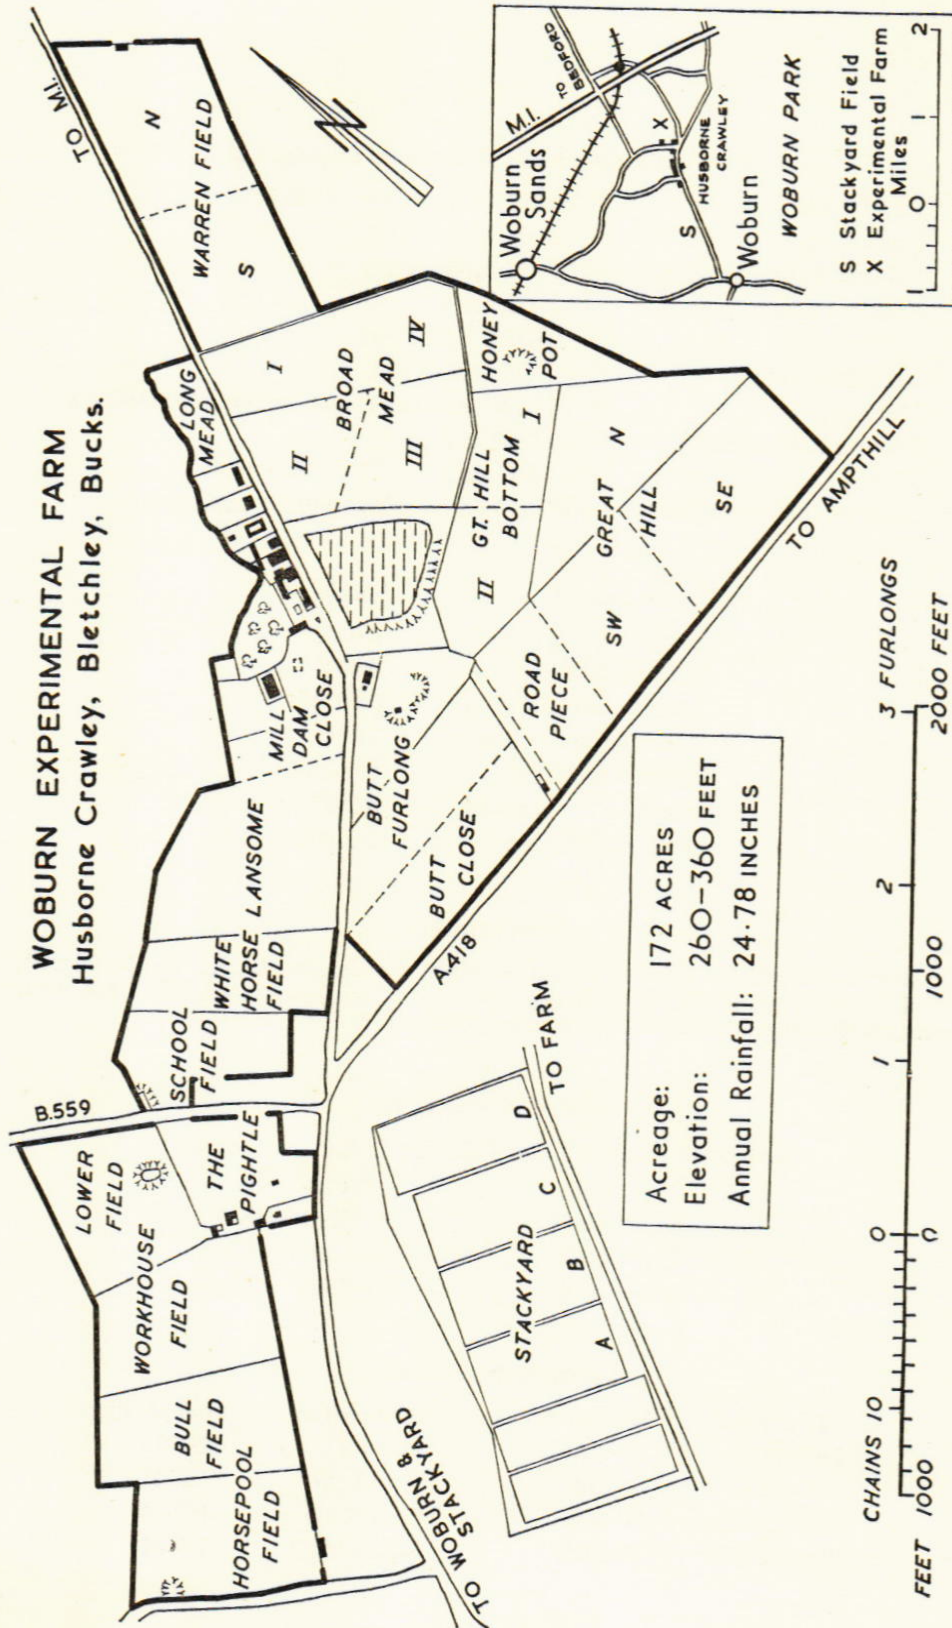 WOBURN EXPERIMENTAL FARM
Husborne Crawley, Bletchley, Bucks.
HORSEPOOL
FIELD
BULL
FIELD
WORKHOUSE
FIELD
LOWER
FIELD
THE
PIGHTLE
B.559
SCHOOL
FIELD
WHITE
HORSE
FIELD
LANSOME
MILL
DAM
CLOSE
LONG
MEAD
TO M.I.
WARREN FIELD
N
S
BROAD
MEAD
I
II
III
IV
HONEY
POT
GT. HILL
BOTTOM
I
II
GREAT
HILL
N
SE
SW
ROAD
PIECE
BUTT
FURLONG
BUTT
CLOSE
A.418
TO AMPTHILL
TO WOBURN &
STACKYARD
STACKYARD
A
B
C
D
TO FARM
Acreage: 172 ACRES
Elevation: 260-360 FEET
Annual Rainfall: 24·78 INCHES
Woburn
Sands
M.I.
TO
BEDFORD
X
HUSBORNE
CRAWLEY
S
Woburn
WOBURN PARK
S Stackyard Field
X Experimental Farm
Miles
1 0 1 2
CHAINS 10 0 1 2 3 FURLONGS
FEET 1000 0 1000 2000 FEET